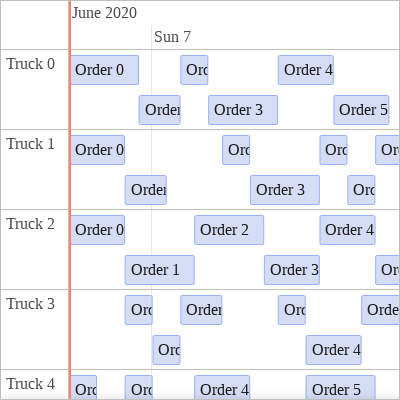 June 2020
Sun 7
Truck 0
Order 0
Orc
Order 4
Order
Order 3
Order 5
Truck 1
Order 0
Orc
Orc
Orc
Order
Order 3
Orc
Truck 2
Order 0
Order 2
Order 4
Order 1
Order 3
Orc
Truck 3
Orc
Order
Orc
Orde
Orc
Order 4
Truck 4
Orc
Orc
Order 4
Order 5